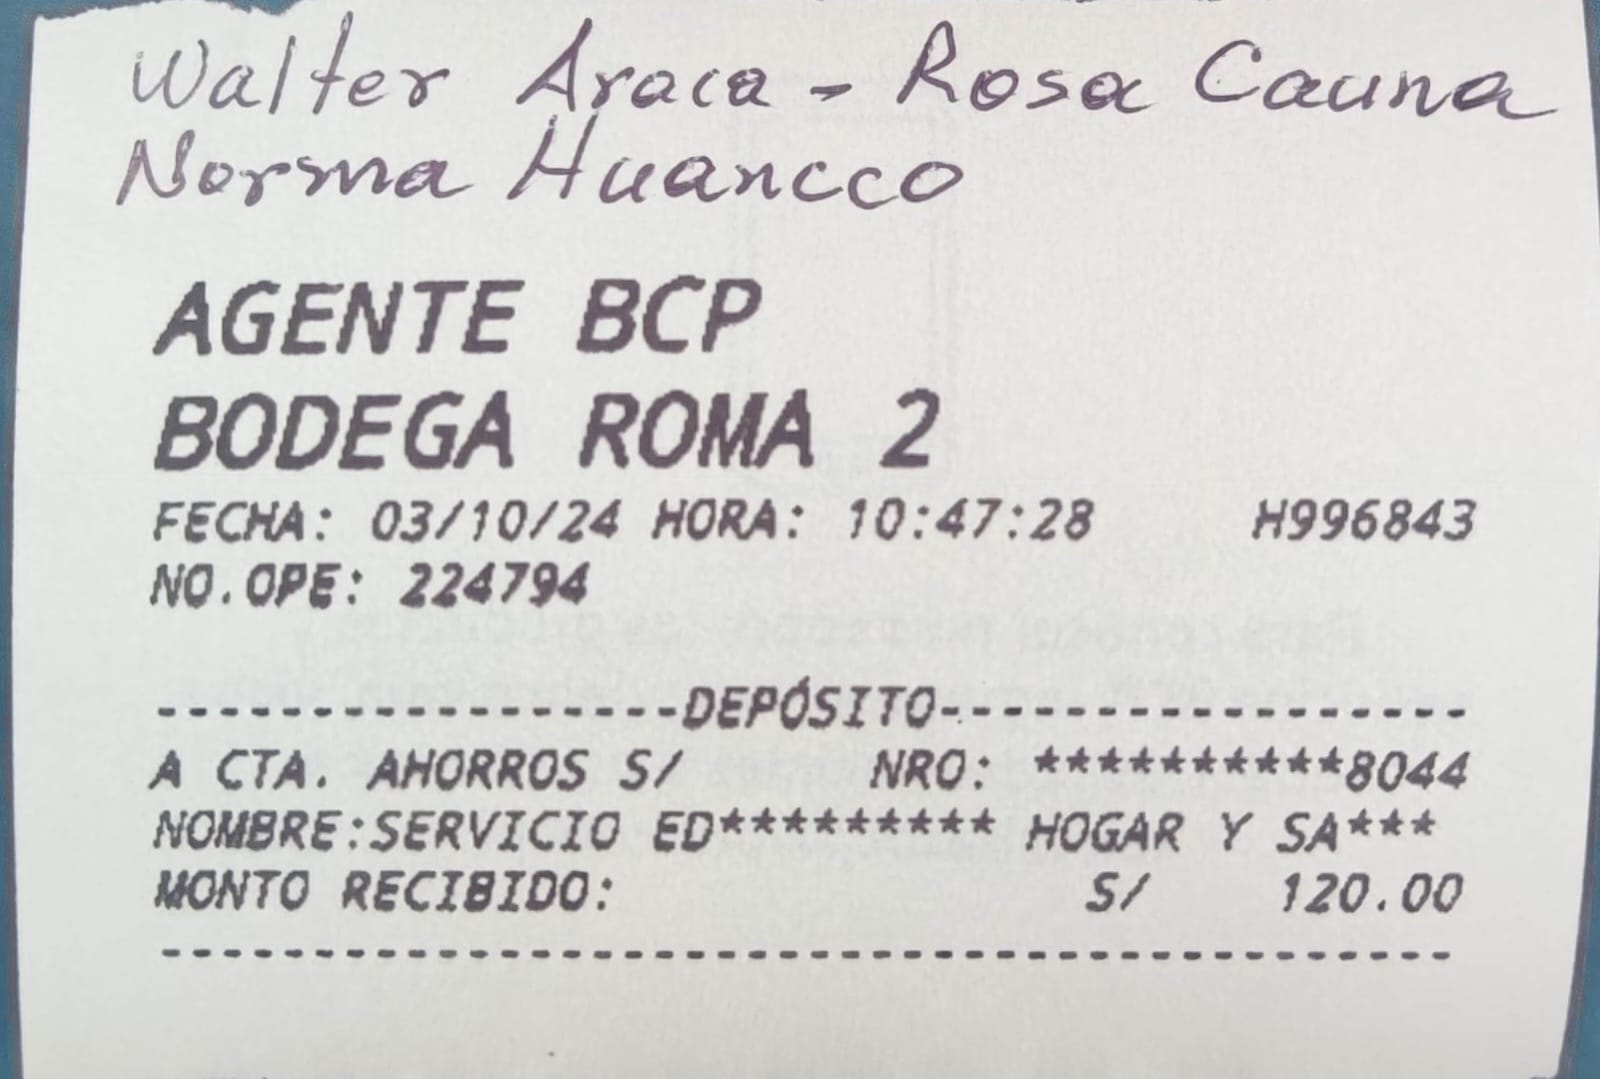 Walter Araca - Rosa Cauna
Norma Huancco
AGENTE BCP
BODEGA ROMA 2
FECHA: 03/10/24 HORA: 10:47:28 H996843
NO.OPE: 224794
------------------DEPÓSITO------------------
A CTA. AHORROS S/ NRO: **********8044
NOMBRE:SERVICIO ED********* HOGAR Y SA***
MONTO RECIBIDO: S/ 120.00
--------------------------------------------